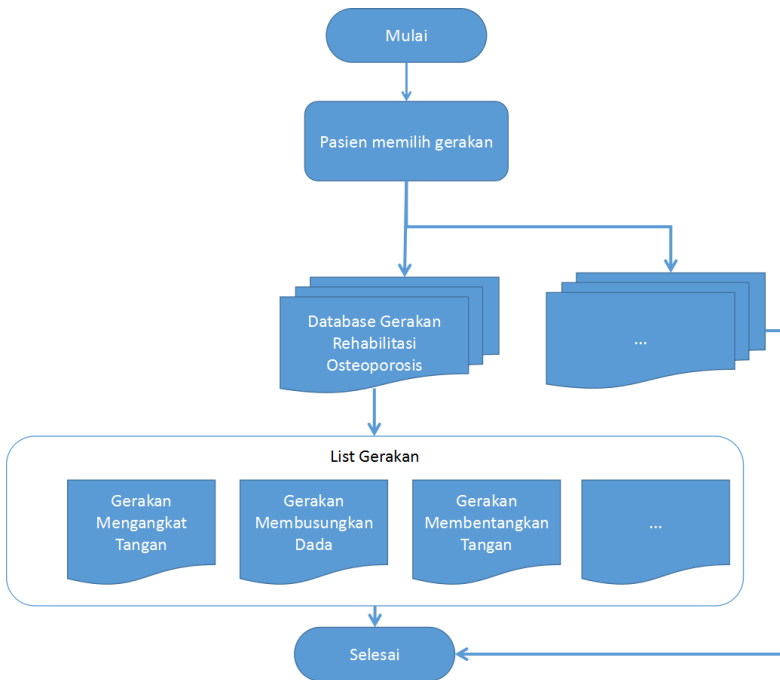 Mulai
Pasien memilih gerakan
Database Gerakan
Rehabilitasi
Osteoporosis
...
List Gerakan
Gerakan
Mengangkat
Tangan
Gerakan
Membusungkan
Dada
Gerakan
Membentangkan
Tangan
...
Selesai